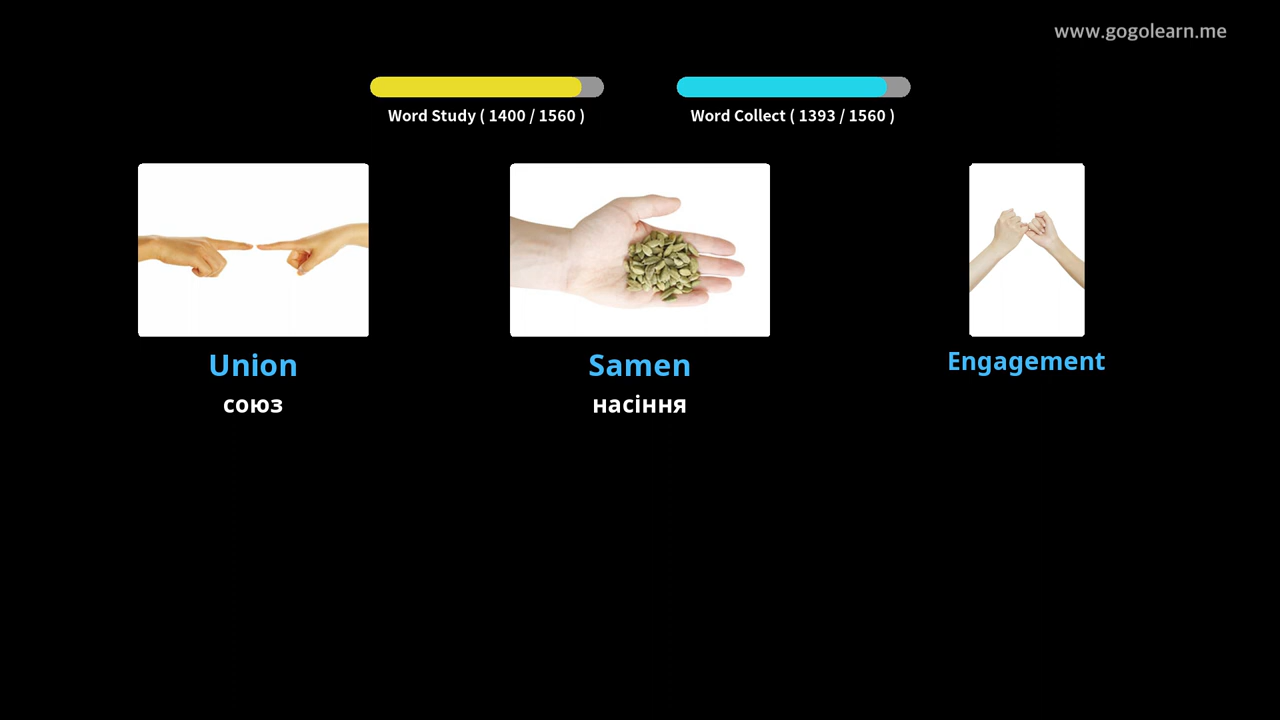 www.gogolearn.me
Word Study ( 1400 / 1560 )
Word Collect ( 1393 / 1560 )
Union
Samen
Engagement
союз
насіння